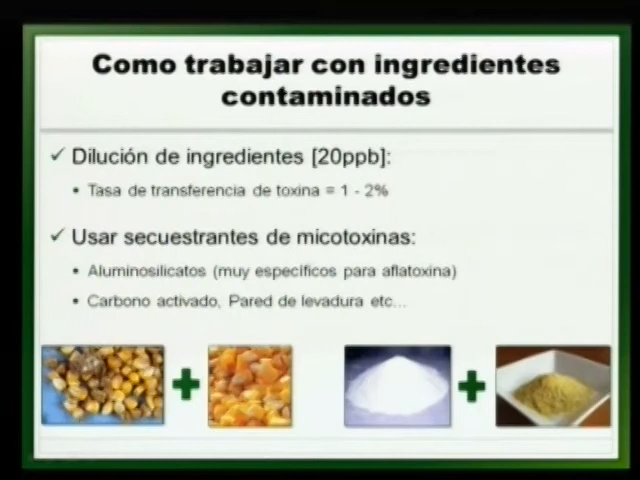 Como trabajar con ingredientes
contaminados
✓ Dilución de ingredientes [20ppb]:
• Tasa de transferencia de toxina = 1 - 2%
✓ Usar secuestrantes de micotoxinas:
• Aluminosilicatos (muy específicos para aflatoxina)
• Carbono activado, Pared de levadura etc...